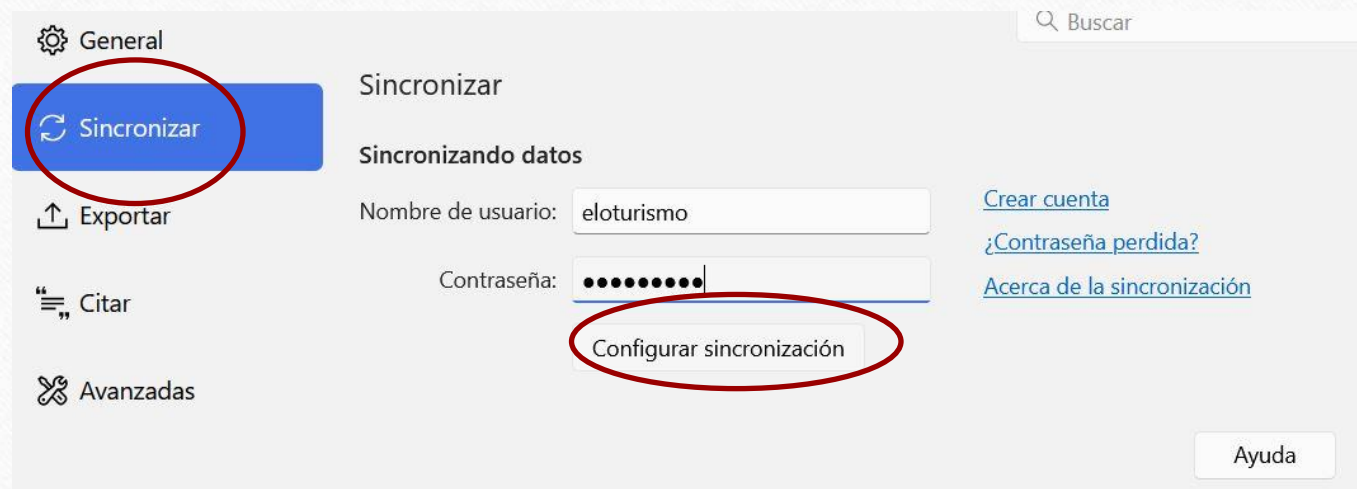 General
Buscar
Sincronizar
Sincronizar
Sincronizando datos
Nombre de usuario: eloturismo
Crear cuenta
Exportar
¿Contraseña perdida?
Contraseña: ●●●●●●●●●
Acerca de la sincronización
Citar
Configurar sincronización
Avanzadas
Ayuda